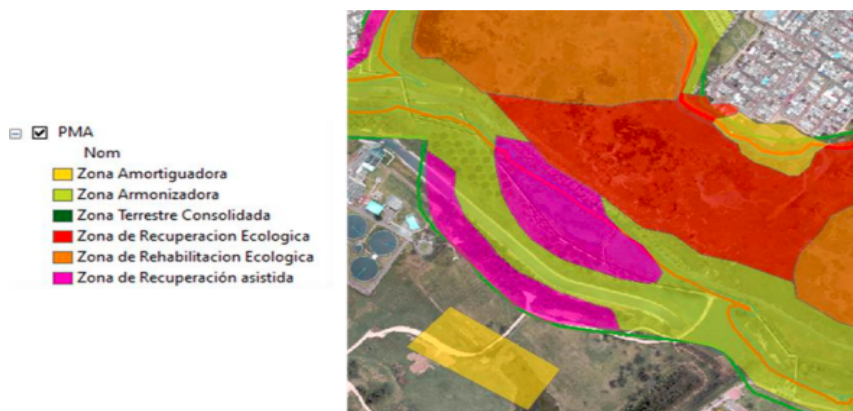 PMA
Nom
Zona Amortiguadora
Zona Armonizadora
Zona Terrestre Consolidada
Zona de Recuperacion Ecologica
Zona de Rehabilitacion Ecologica
Zona de Recuperación asistida